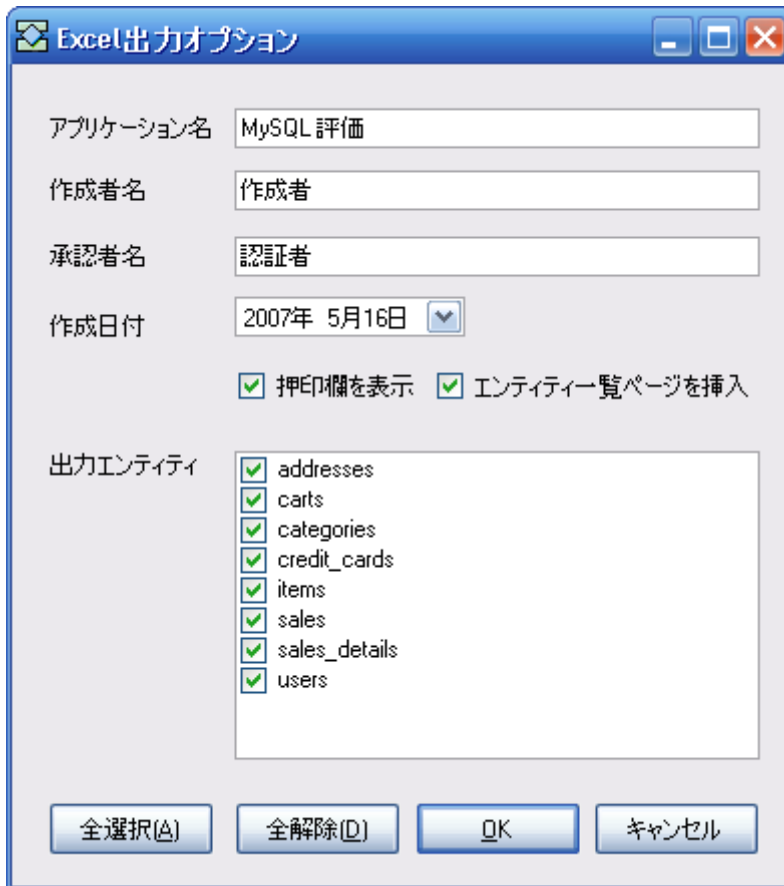 Excel出力オプション
アプリケーション名 MySQL評価
作成者名 作成者
承認者名 認証者
作成日付 2007年 5月16日
押印欄を表示 エンティティ一覧ページを挿入
出力エンティティ
addresses
carts
categories
credit_cards
items
sales
sales_details
users
全選択(A) 全解除(D) OK キャンセル